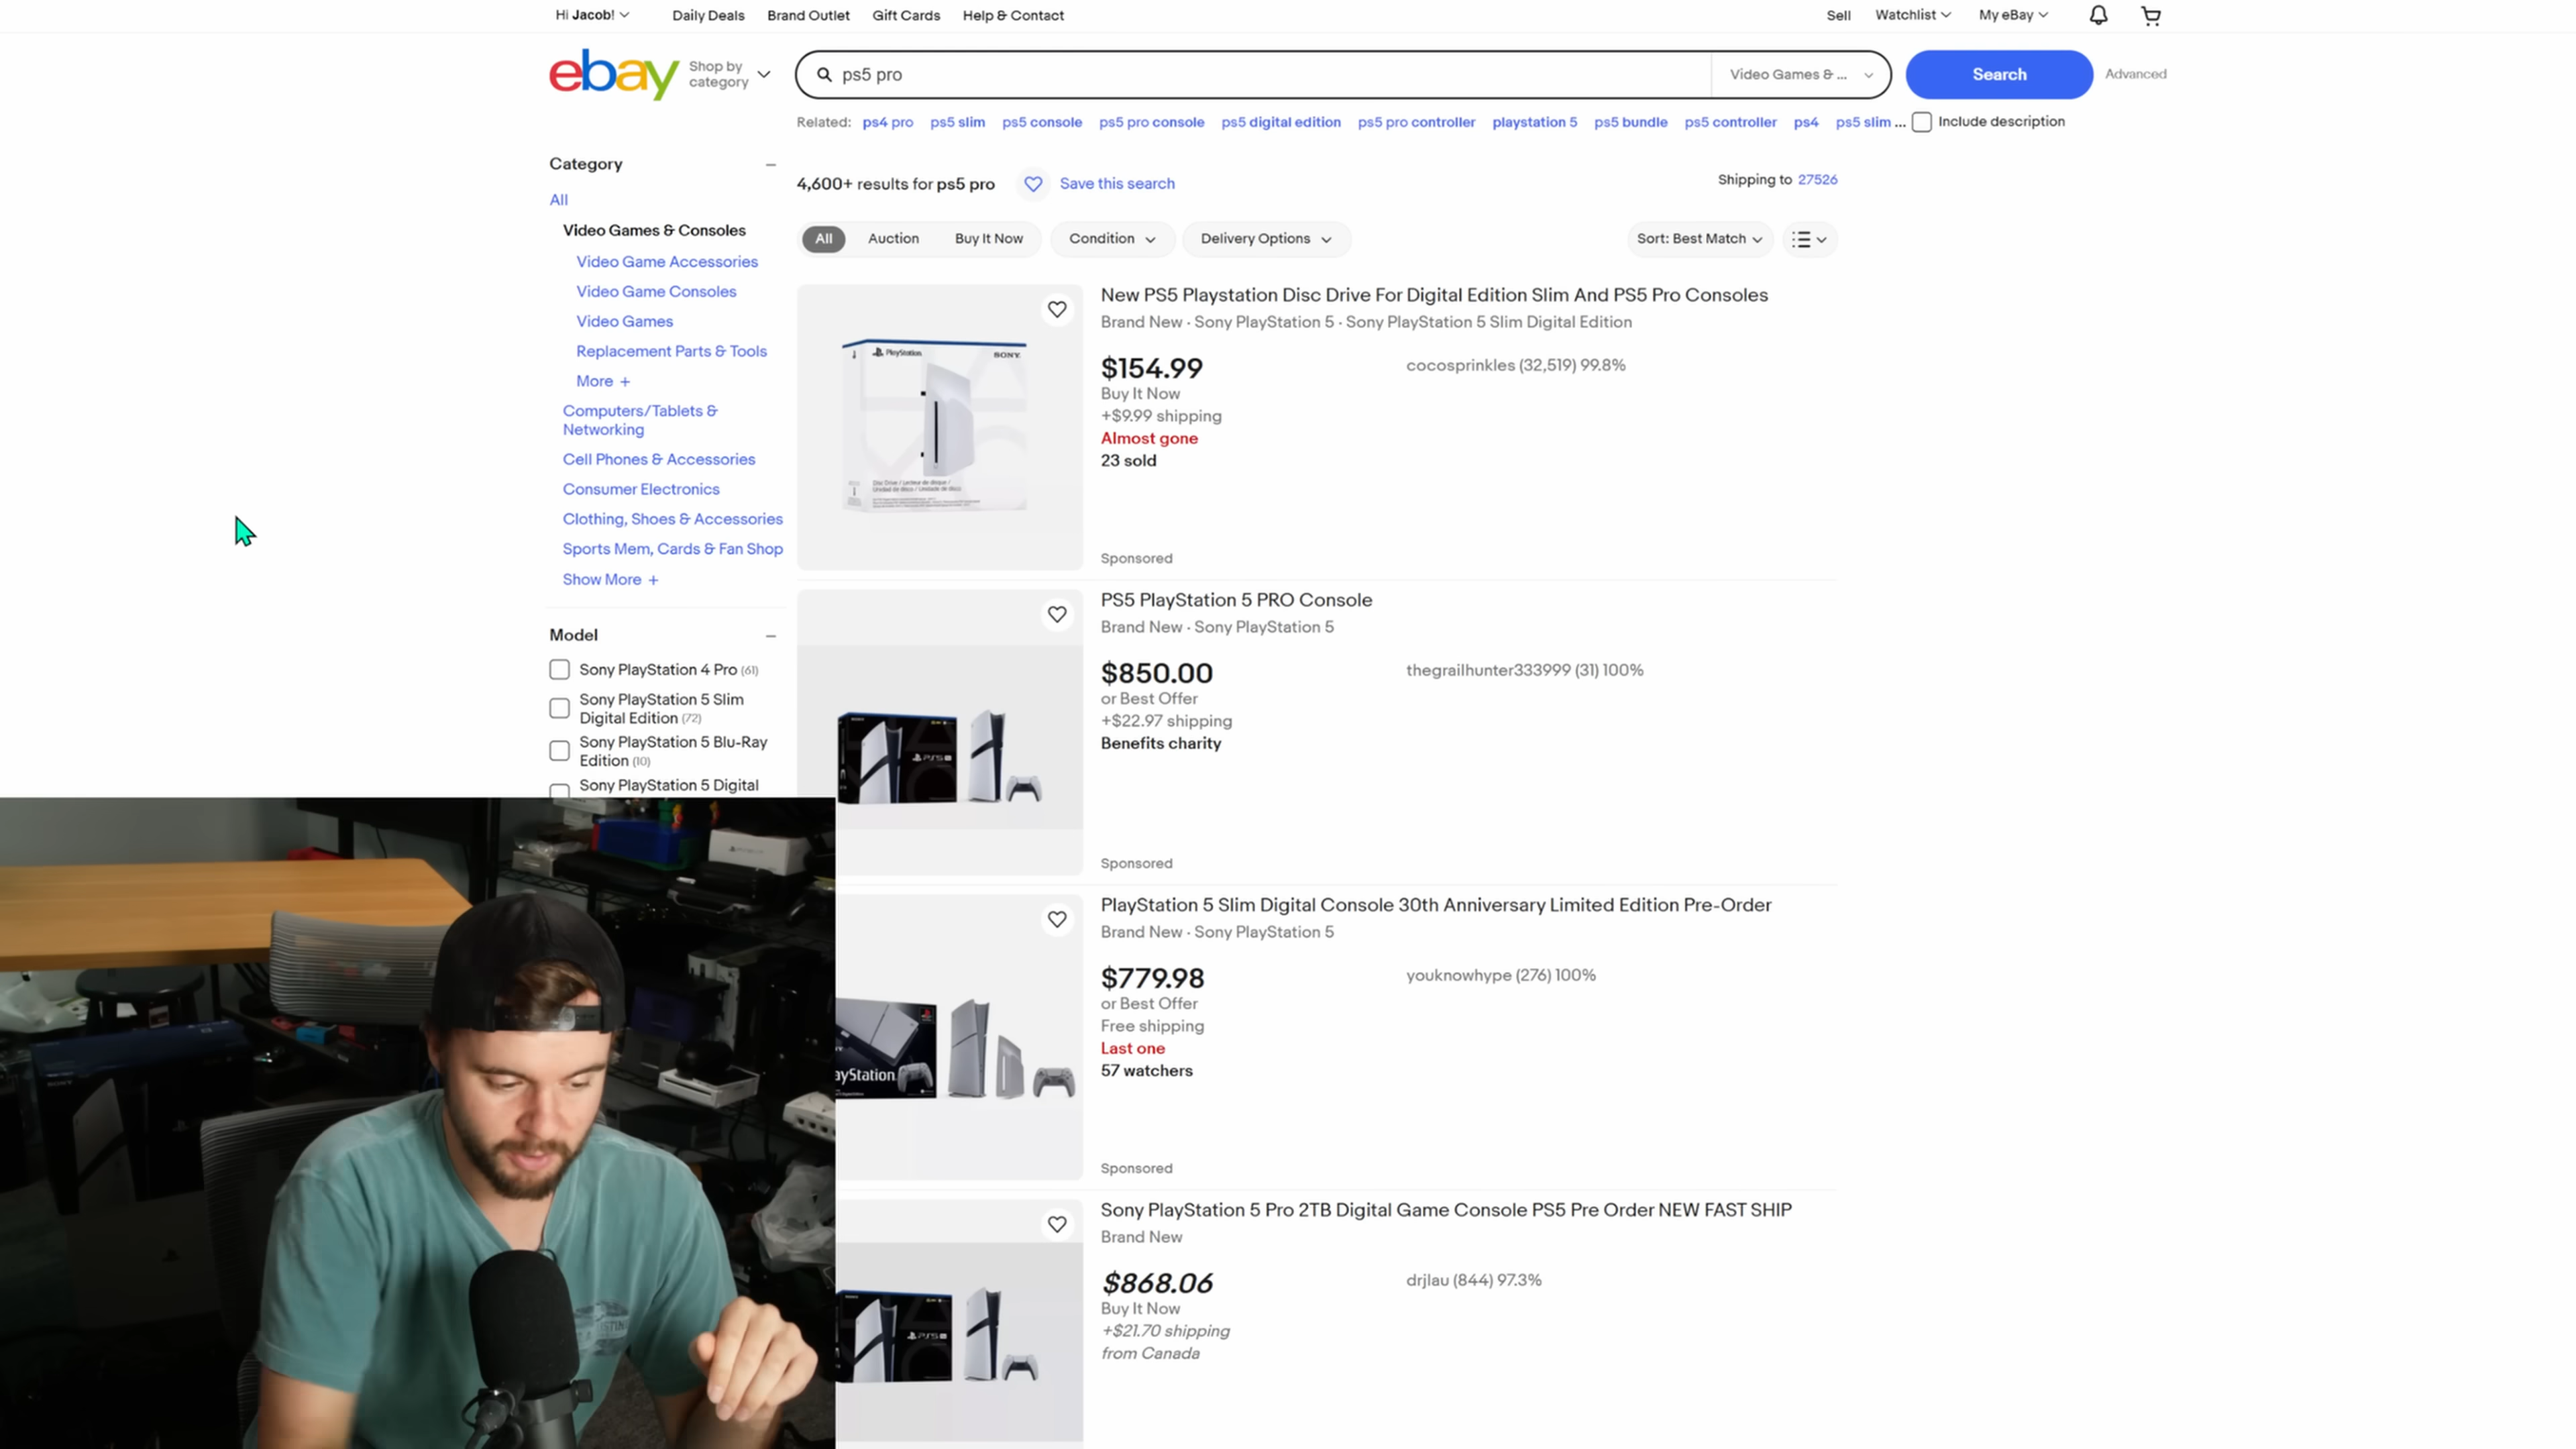 Hi Jacob!
Daily Deals
Brand Outlet
Gift Cards
Help & Contact
Sell
Watchlist
My eBay
ebay
Shop by
category
ps5 pro
Video Games & ...
Search
Advanced
Related: ps4 pro ps5 slim ps5 console ps5 pro console ps5 digital edition ps5 pro controller playstation 5 ps5 bundle ps5 controller ps4 ps5 slim ...
Include description
Category
All
Video Games & Consoles
Video Game Accessories
Video Game Consoles
Video Games
Replacement Parts & Tools
More +
Computers/Tablets &
Networking
Cell Phones & Accessories
Consumer Electronics
Clothing, Shoes & Accessories
Sports Mem, Cards & Fan Shop
Show More +
Model
Sony PlayStation 4 Pro (61)
Sony PlayStation 5 Slim
Digital Edition (72)
Sony PlayStation 5 Blu-Ray
Edition (10)
Sony PlayStation 5 Digital
4,600+ results for ps5 pro
Save this search
Shipping to 27526
All
Auction
Buy It Now
Condition
Delivery Options
Sort: Best Match
PlayStation
SONY
New PS5 Playstation Disc Drive For Digital Edition Slim And PS5 Pro Consoles
Brand New · Sony PlayStation 5 · Sony PlayStation 5 Slim Digital Edition
$154.99
cocosprinkles (32,519) 99.8%
Buy It Now
+$9.99 shipping
Almost gone
23 sold
Sponsored
PS5 PlayStation 5 PRO Console
Brand New · Sony PlayStation 5
$850.00
thegrailhunter333999 (31) 100%
or Best Offer
+$22.97 shipping
Benefits charity
Sponsored
PlayStation 5 Slim Digital Console 30th Anniversary Limited Edition Pre-Order
Brand New · Sony PlayStation 5
$779.98
youknowhype (276) 100%
or Best Offer
Free shipping
Last one
57 watchers
Sponsored
ayStation
Sony PlayStation 5 Pro 2TB Digital Game Console PS5 Pre Order NEW FAST SHIP
Brand New
$868.06
drjlau (844) 97.3%
Buy It Now
+$21.70 shipping
from Canada